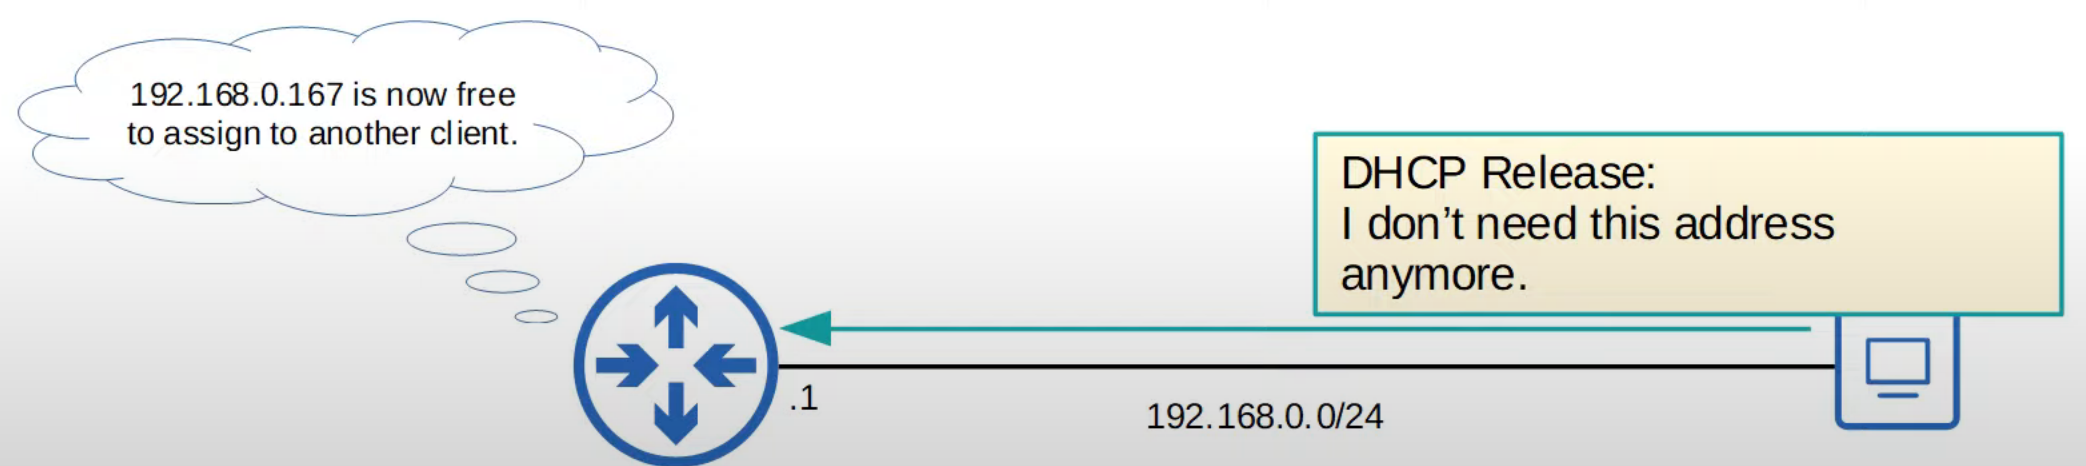 192.168.0.167 is now free
to assign to another client.
DHCP Release:
I don’t need this address
anymore.
.1
192.168.0.0/24